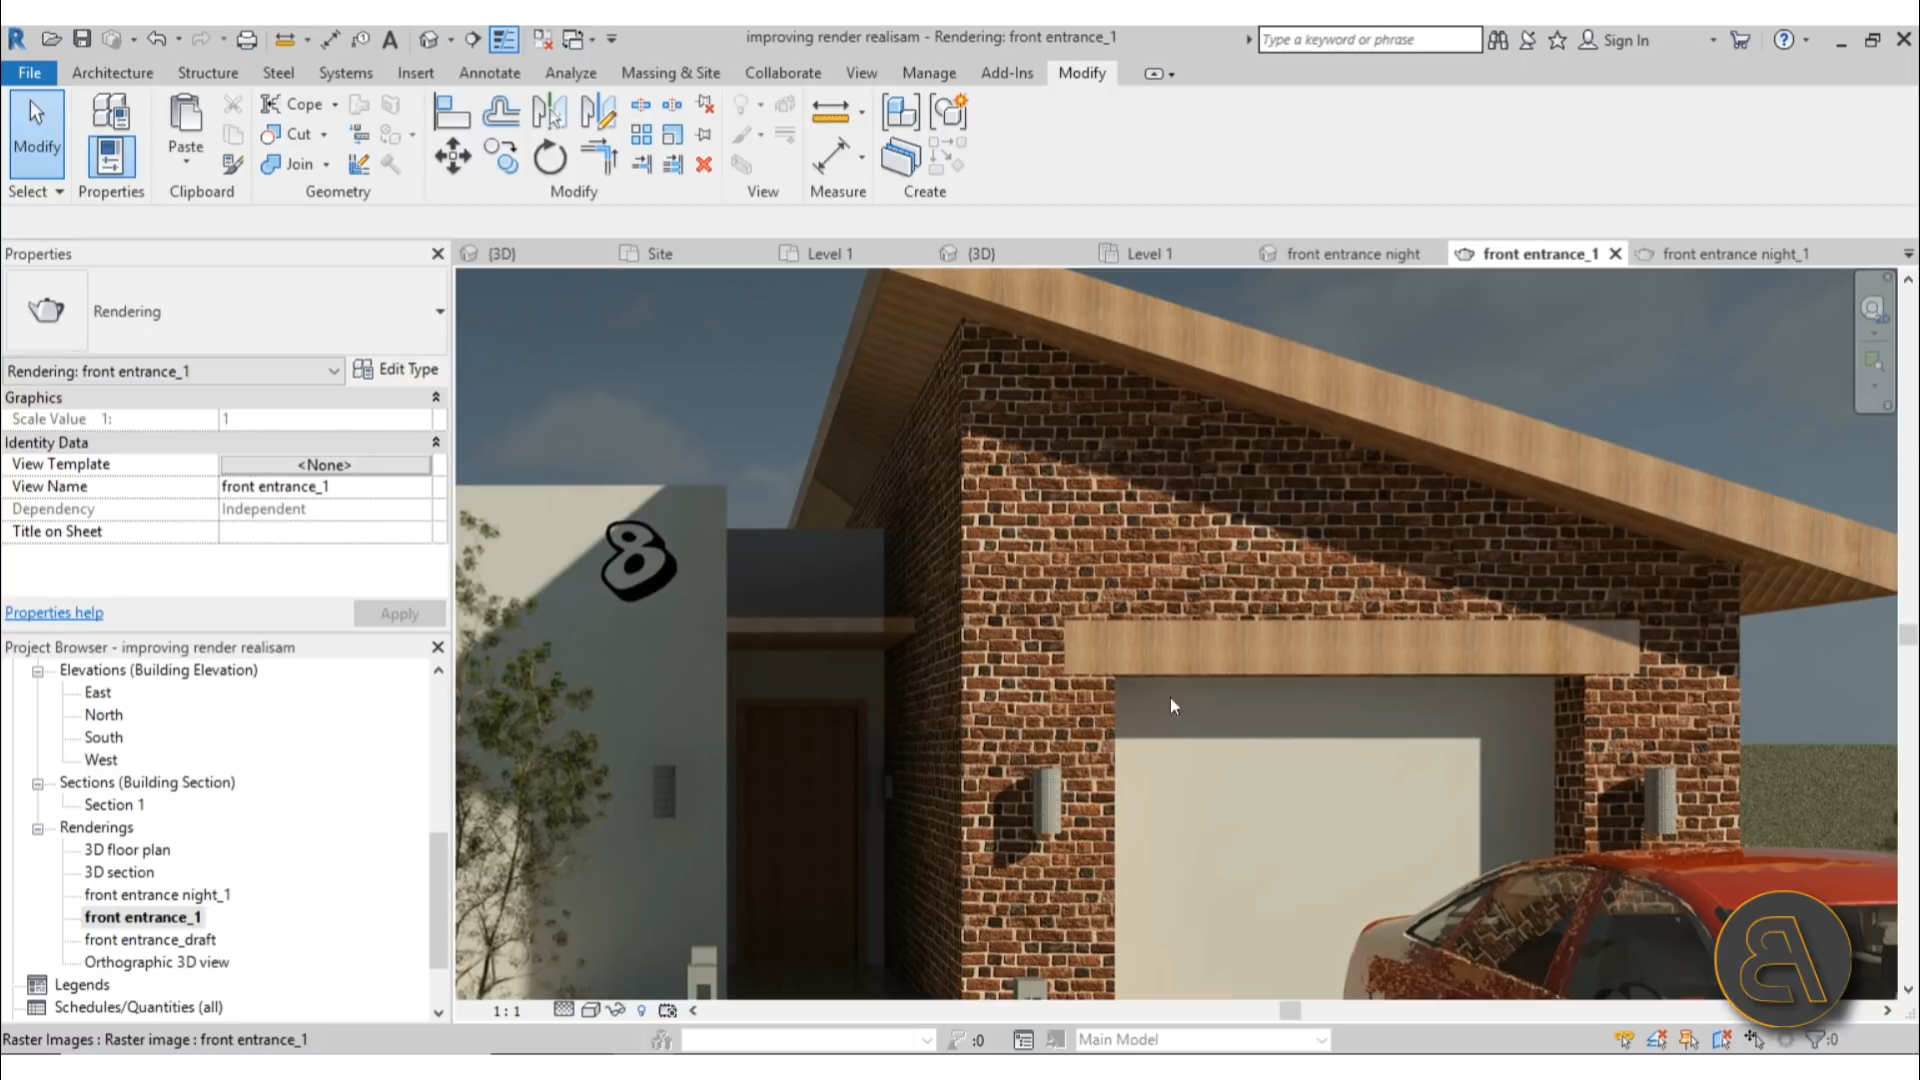 improving render realisam - Rendering: front entrance_1
Type a keyword or phrase
Sign In
File Architecture Structure Steel Systems Insert Annotate Analyze Massing & Site Collaborate View Manage Add-Ins Modify
Modify
Paste
Cope
Cut
Join
Select Properties Clipboard Geometry Modify View Measure Create
Properties
{3D} Site Level 1 {3D} Level 1 front entrance night front entrance_1 front entrance night_1
Rendering
Rendering: front entrance_1 Edit Type
Graphics
Scale Value 1: 1
Identity Data
View Template <None>
View Name front entrance_1
Dependency Independent
Title on Sheet
Properties help Apply
Project Browser - improving render realisam
Elevations (Building Elevation)
East
North
South
West
Sections (Building Section)
Section 1
Renderings
3D floor plan
3D section
front entrance night_1
front entrance_1
front entrance_draft
Orthographic 3D view
Legends
Schedules/Quantities (all)
8
1 : 1
Raster Images : Raster image : front entrance_1
:0
Main Model
:0